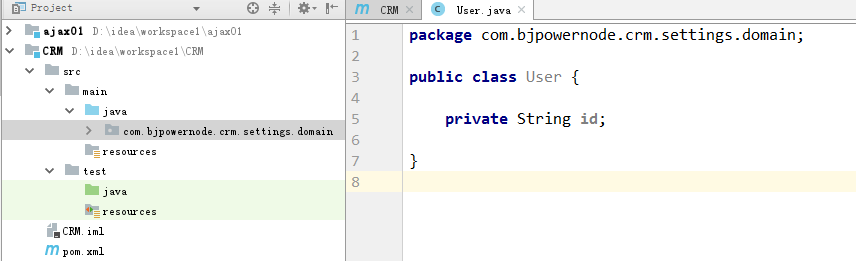 Project
ajax01 D:\idea\workspace1\ajax01
CRM D:\idea\workspace1\CRM
src
main
java
com.bjpowernode.crm.settings.domain
resources
test
java
resources
CRM.iml
m pom.xml
m CRM
C User.java
1 package com.bjpowernode.crm.settings.domain;
2
3 public class User {
4
5 private String id;
6
7 }
8